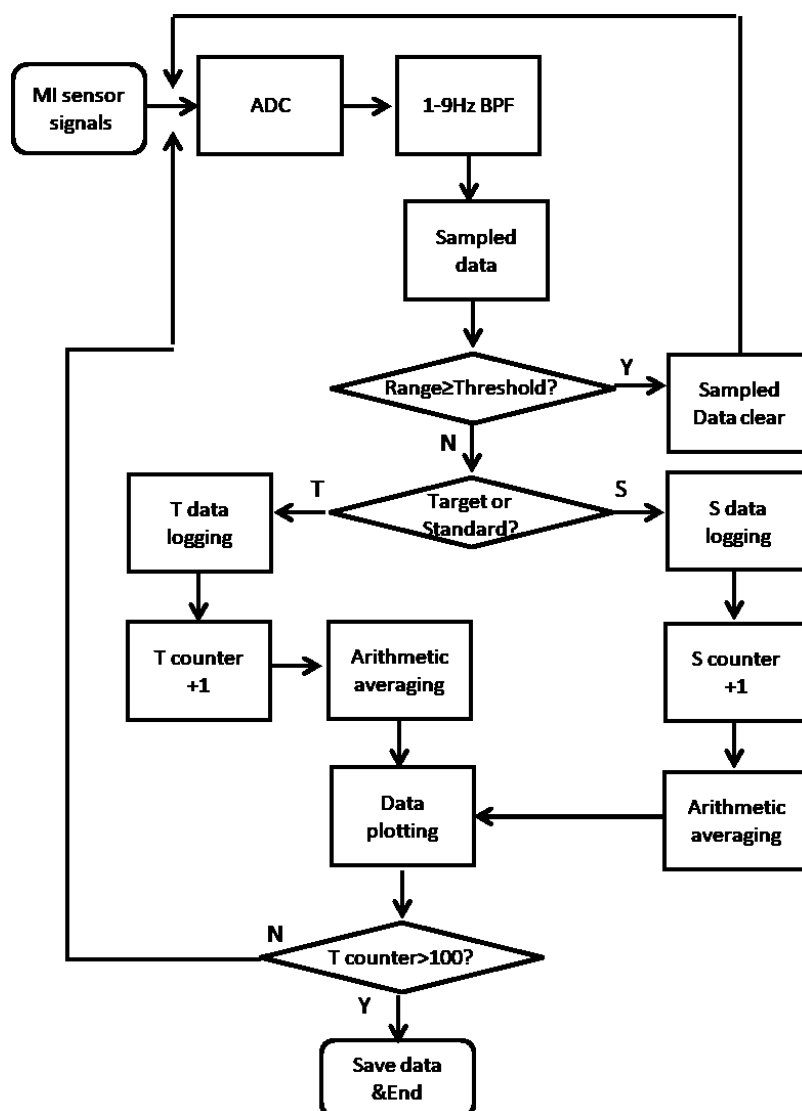 MI sensor
signals
ADC
1-9Hz BPF
Sampled
data
Range≥Threshold?
Y
Sampled
Data clear
N
Target or
Standard?
T
S
T data
logging
S data
logging
T counter
+1
Arithmetic
averaging
S counter
+1
Data
plotting
Arithmetic
averaging
N
T counter>100?
Y
Save data
&End